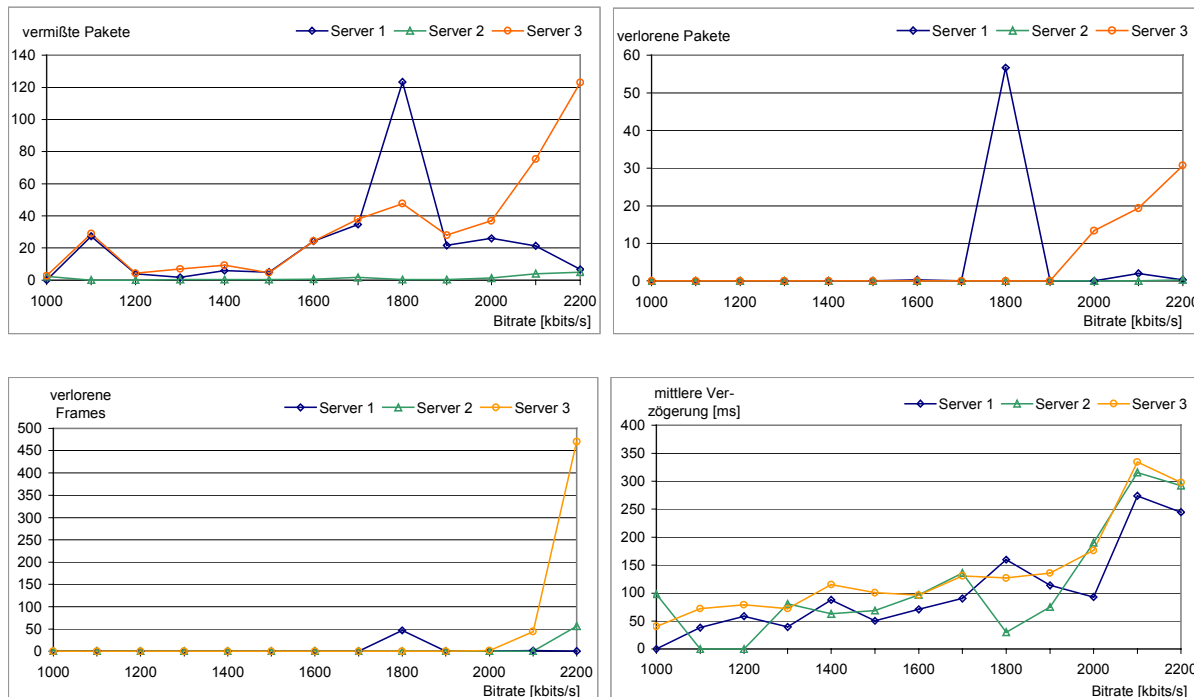 vermißte Pakete
Server 1 Server 2 Server 3
140
120
100
80
60
40
20
0
1000 1200 1400 1600 1800 2000 2200
Bitrate [kbits/s]
verlorene Pakete
Server 1 Server 2 Server 3
60
50
40
30
20
10
0
1000 1200 1400 1600 1800 2000 2200
Bitrate [kbits/s]
verlorene
Frames
Server 1 Server 2 Server 3
500
450
400
350
300
250
200
150
100
50
0
1000 1200 1400 1600 1800 2000 2200
Bitrate [kbits/s]
mittlere Ver-
zögerung [ms]
Server 1 Server 2 Server 3
400
350
300
250
200
150
100
50
0
1000 1200 1400 1600 1800 2000 2200
Bitrate [kbits/s]